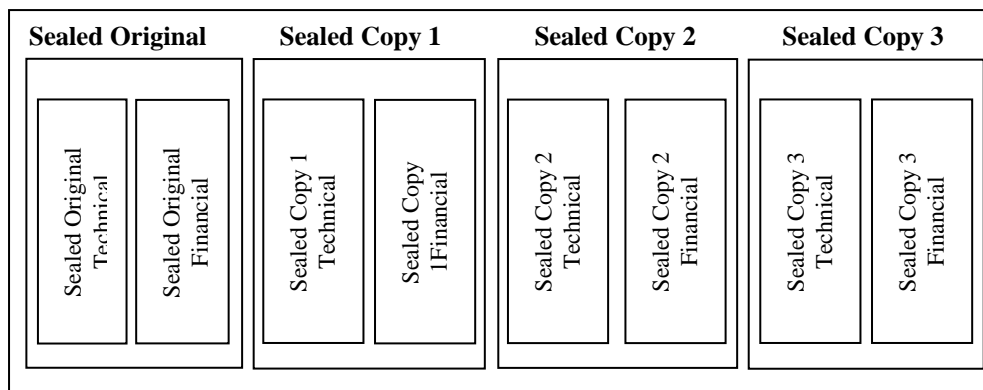 Sealed Original
Sealed Copy 1
Sealed Copy 2
Sealed Copy 3
Sealed Original
Technical
Sealed Original
Financial
Sealed Copy 1
Technical
Sealed Copy
1Financial
Sealed Copy 2
Technical
Sealed Copy 2
Financial
Sealed Copy 3
Technical
Sealed Copy 3
Financial